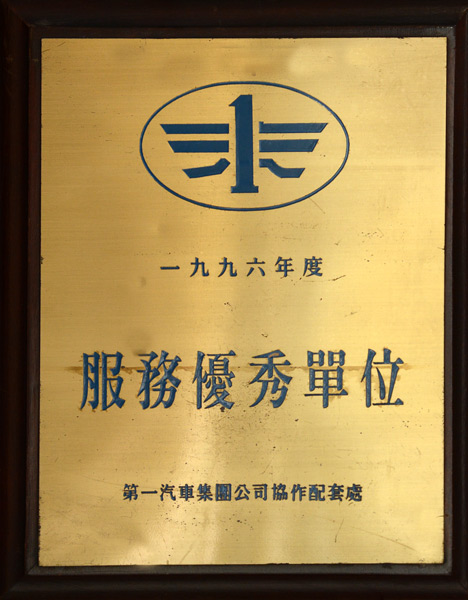 一九九六年度
服務優秀單位
第一汽車集團公司協作配套處